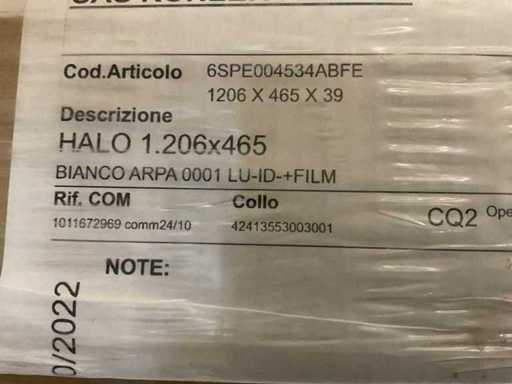 Cod.Articolo 6SPE004534ABFE
1206 X 465 X 39
Descrizione
HALO 1.206x465
BIANCO ARPA 0001 LU-ID-+FILM
Rif. COM Collo
1011672969 comm24/10 42413553003001 CQ2 Ope
NOTE:
0/2022